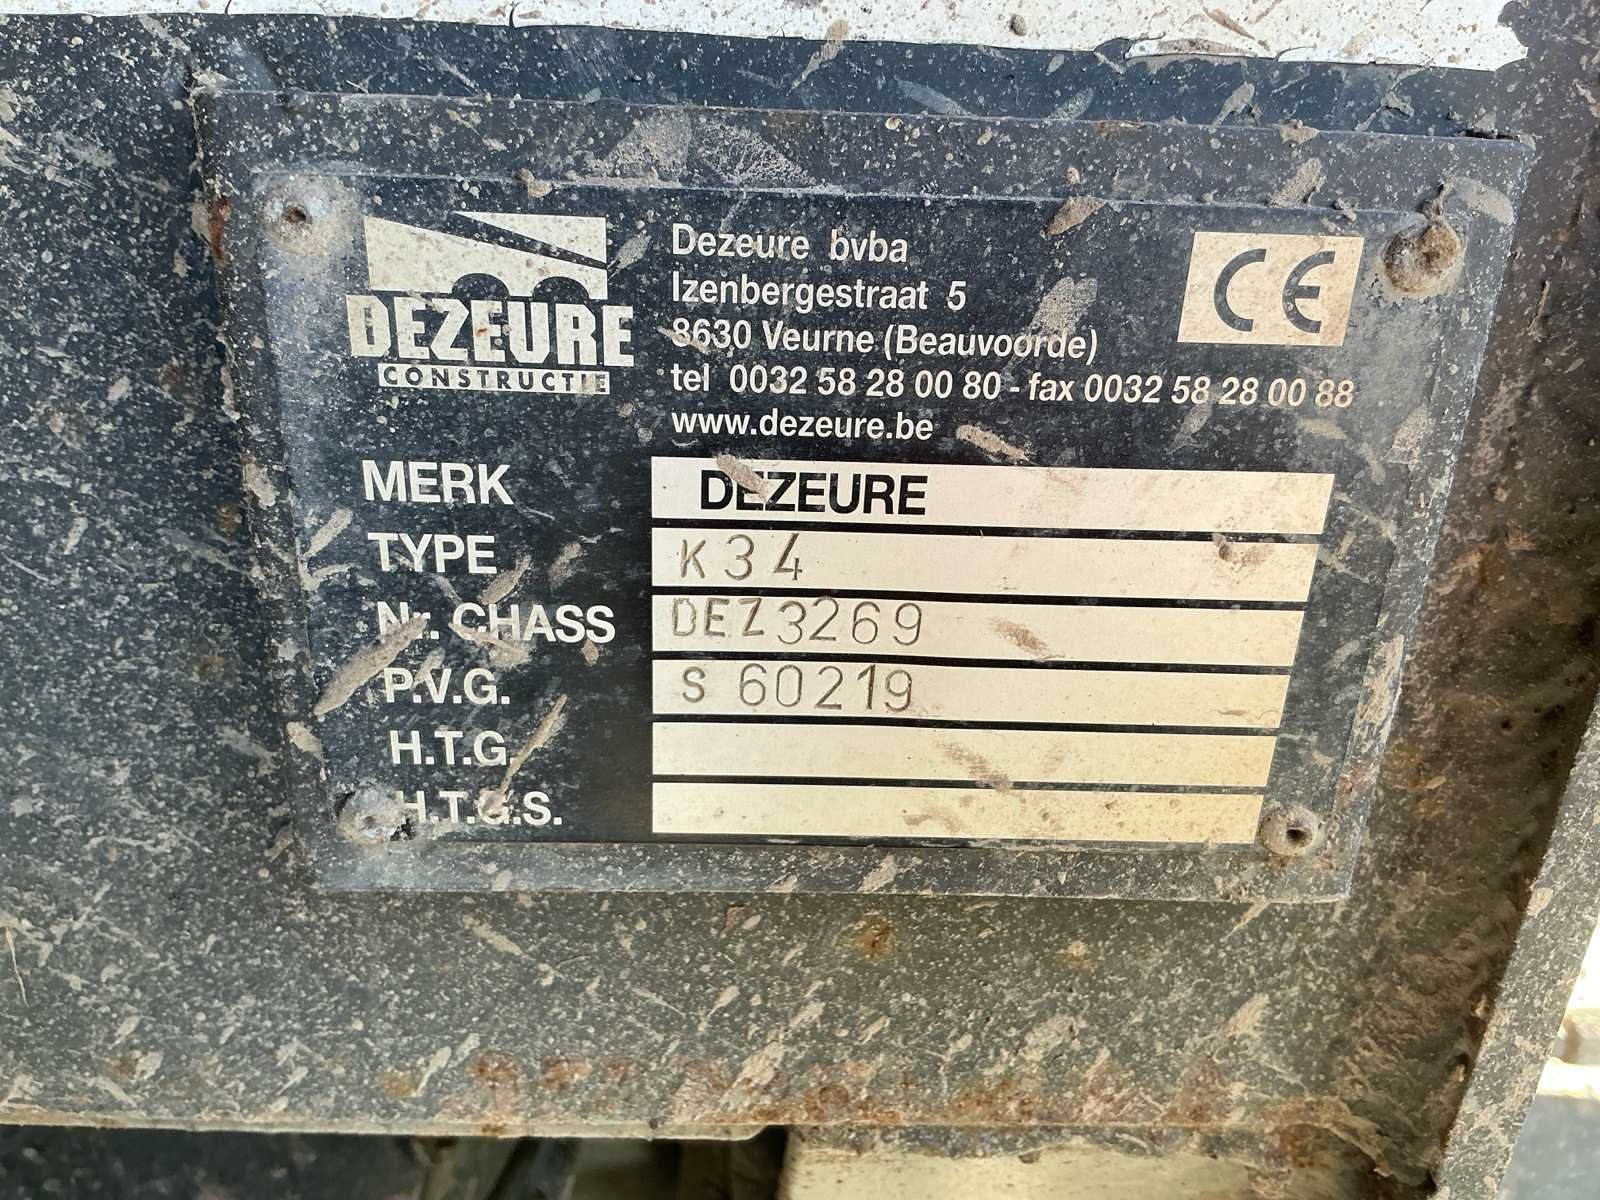 DEZEURE
CONSTRUCTIE
Dezeure bvba
Izenbergestraat 5
8630 Veurne (Beauvoorde)
tel 0032 58 28 00 80 - fax 0032 58 28 00 88
www.dezeure.be
CE
MERK DEZEURE
TYPE K34
Nr. CHASS DEZ3269
P.V.G. S 60219
H.T.G.
H.T.G.S.